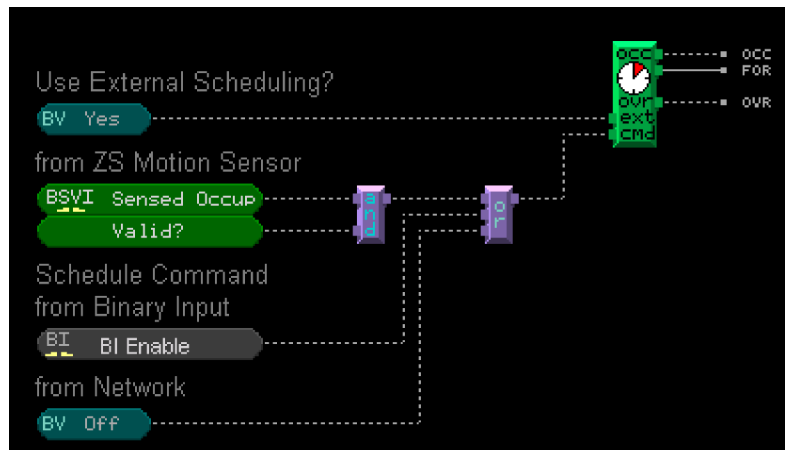 occ OCC
FOR
Use External Scheduling?
ovr OVR
BV Yes
ext
cmd
from ZS Motion Sensor
BSVI Sensed Occup
and
or
Valid?
Schedule Command
from Binary Input
BI BI Enable
from Network
BV Off